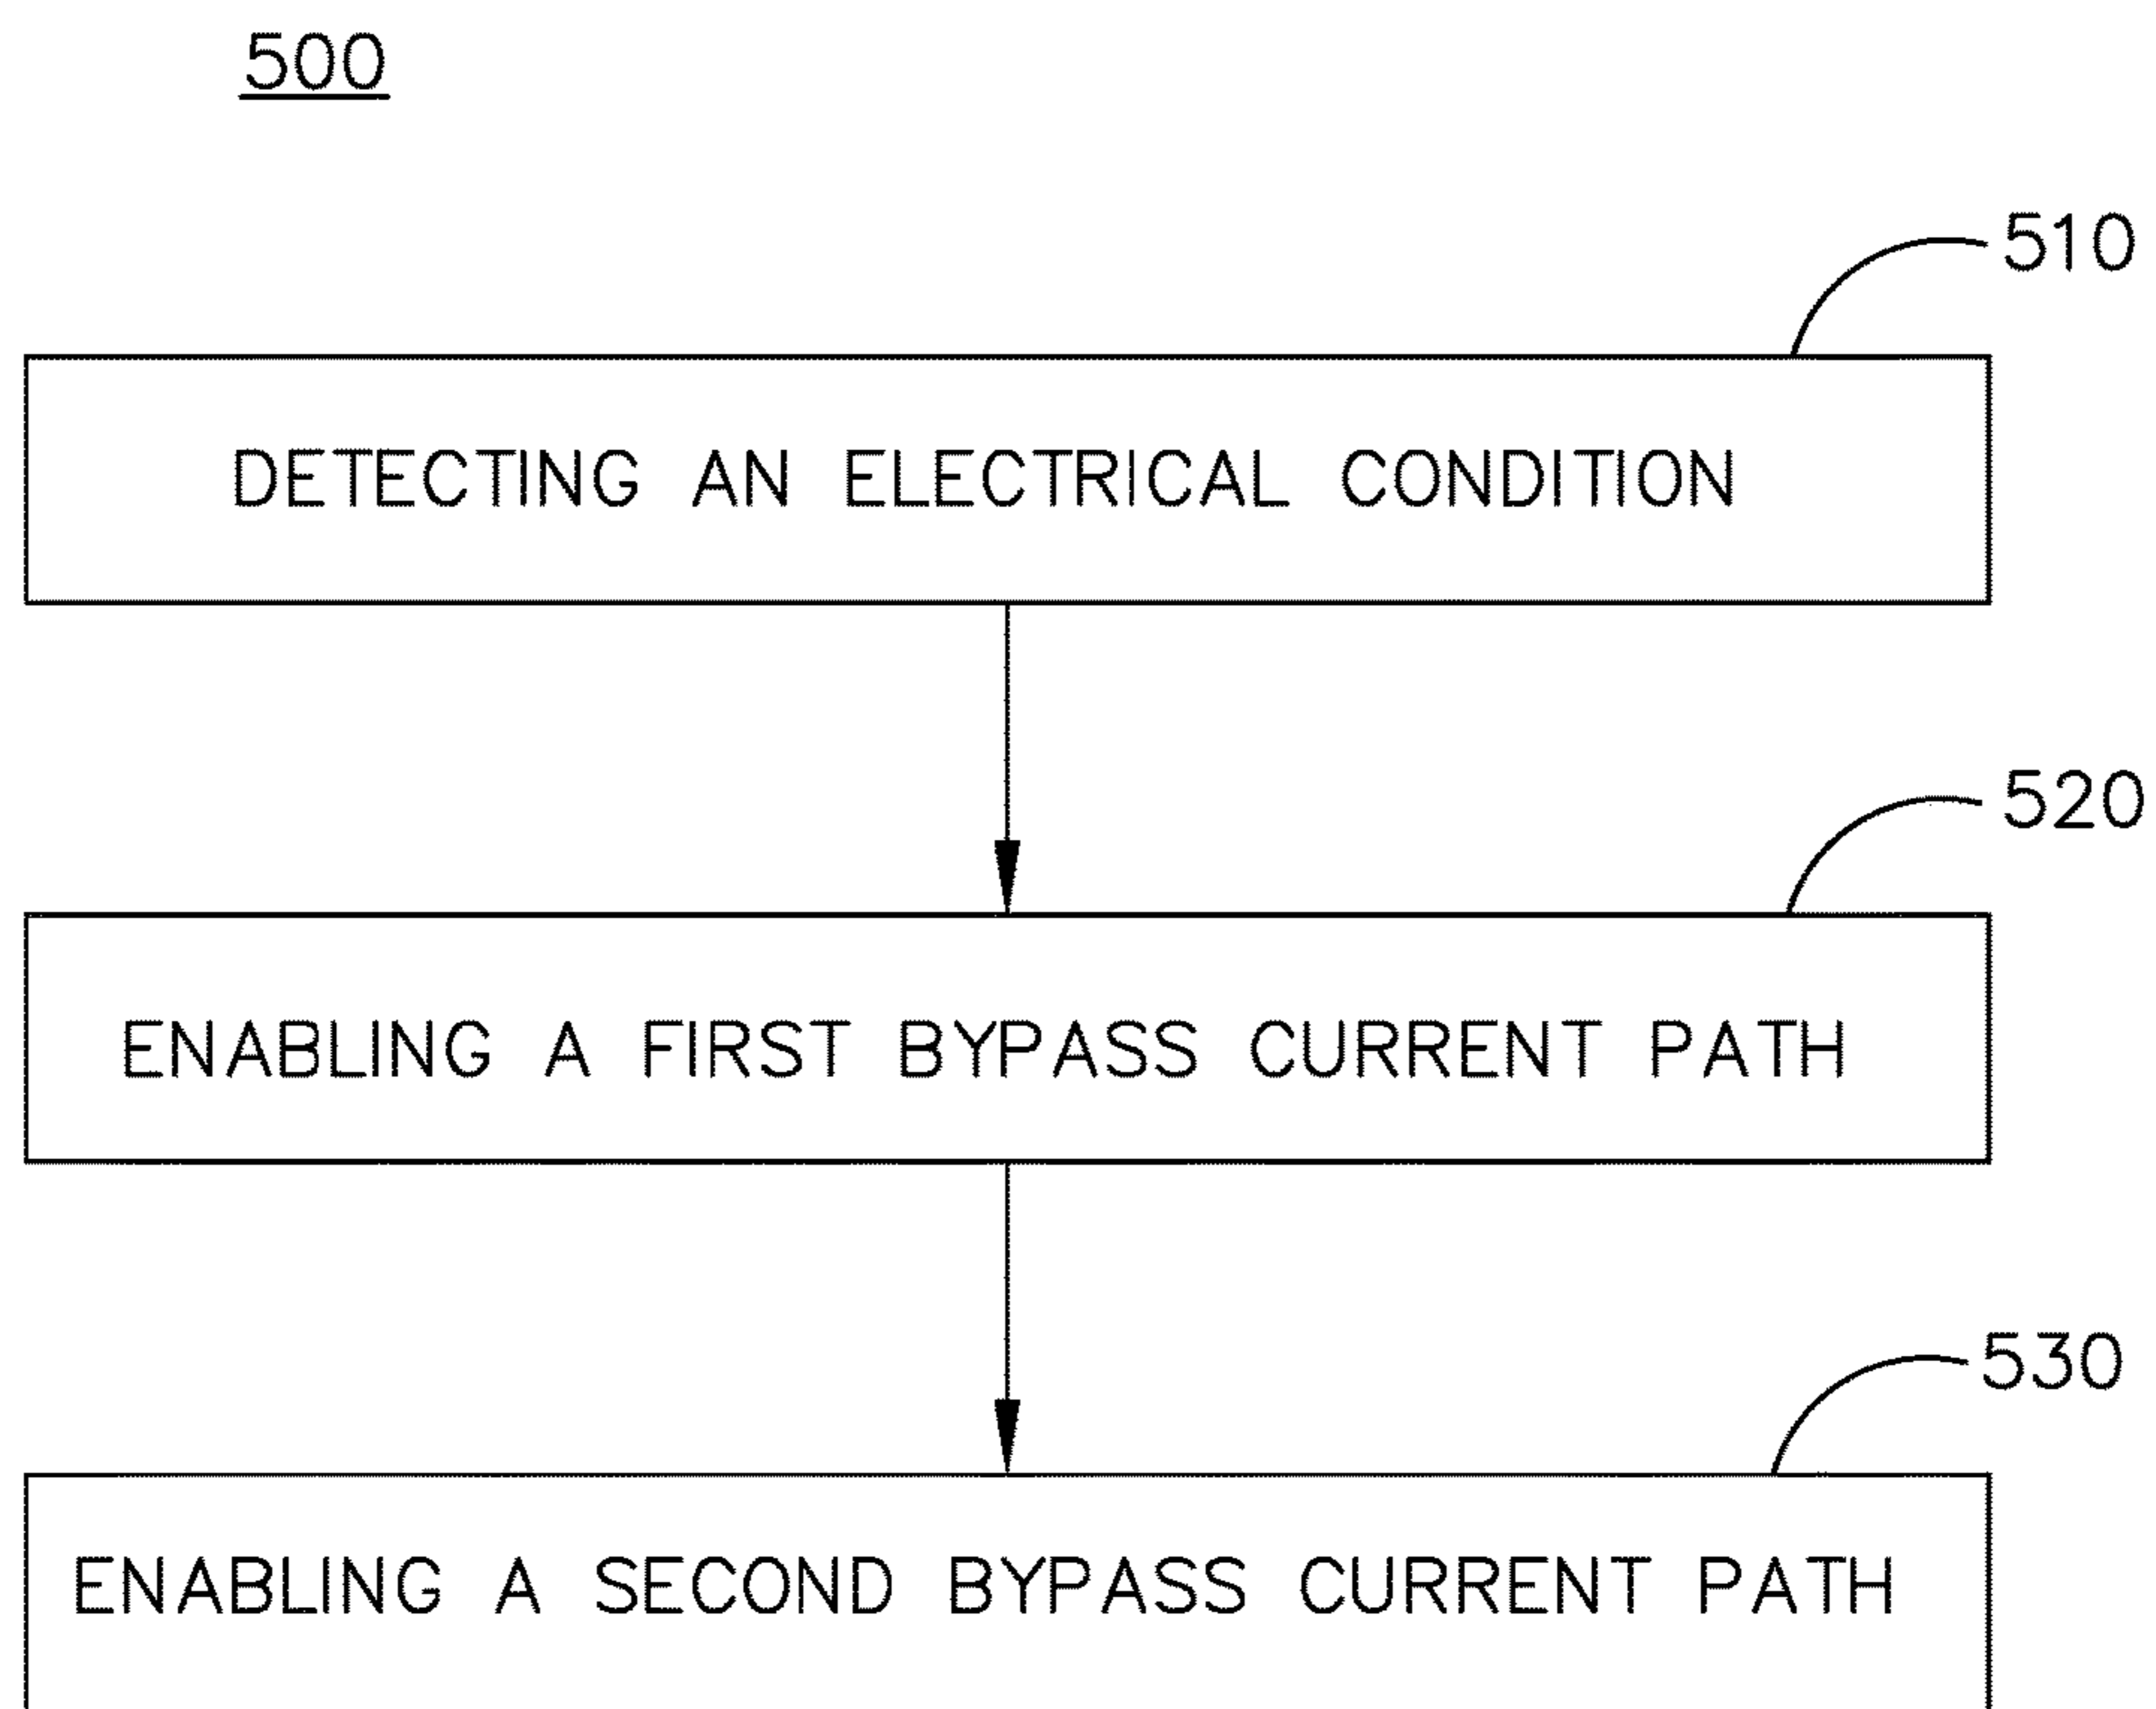 500
510
DETECTING AN ELECTRICAL CONDITION
520
ENABLING A FIRST BYPASS CURRENT PATH
530
ENABLING A SECOND BYPASS CURRENT PATH